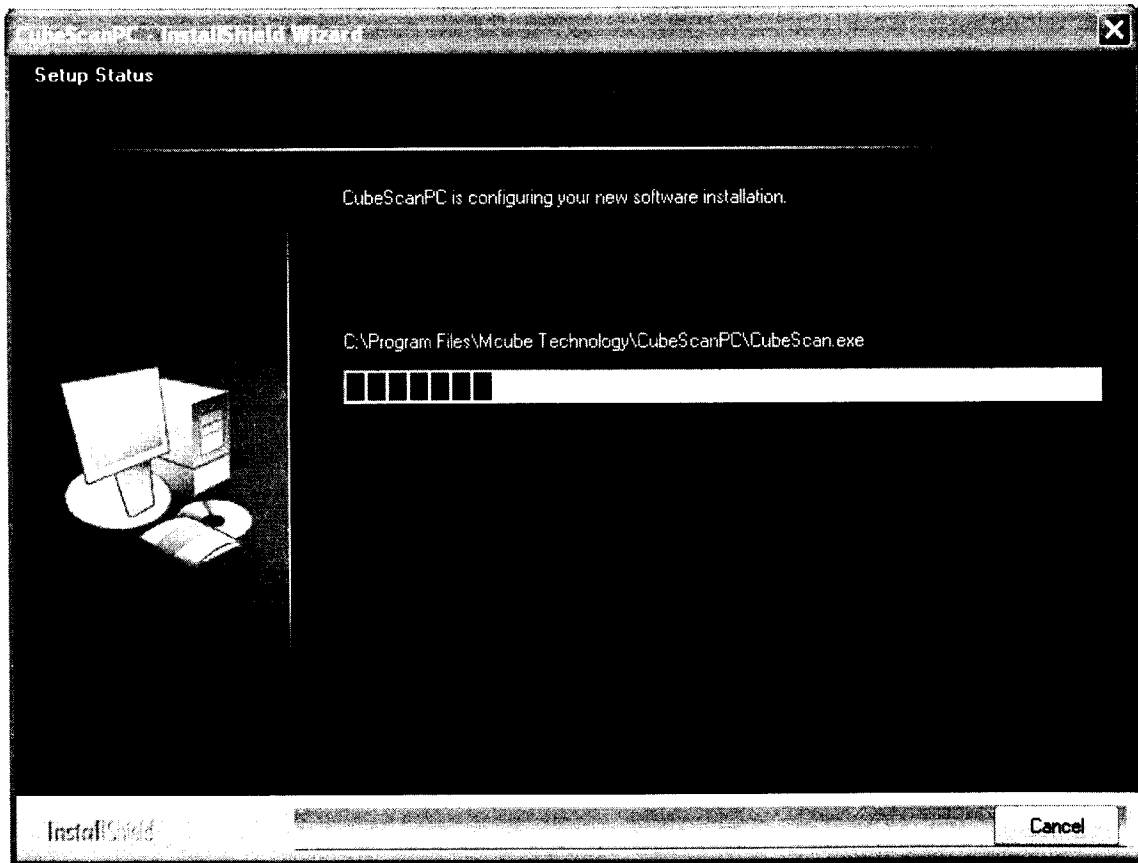 CubeScanPC - InstallShield Wizard
Setup Status
CubeScanPC is configuring your new software installation.
C:\Program Files\Mcube Technology\CubeScanPC\CubeScan.exe
InstallShield
Cancel